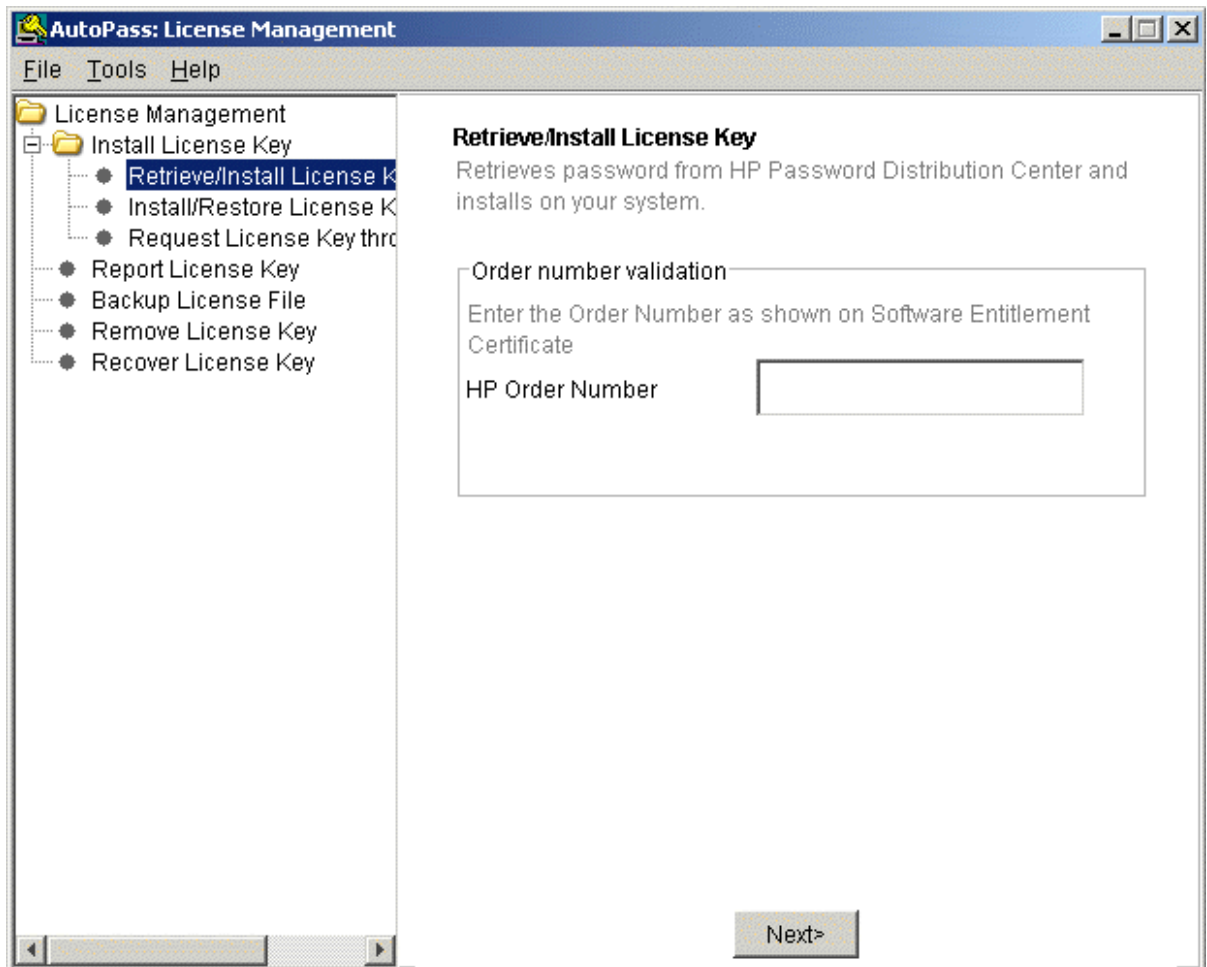 AutoPass: License Management
File Tools Help
License Management
Install License Key
Retrieve/Install License K
Install/Restore License K
Request License Key thro
Report License Key
Backup License File
Remove License Key
Recover License Key
Retrieve/Install License Key
Retrieves password from HP Password Distribution Center and
installs on your system.
Order number validation
Enter the Order Number as shown on Software Entitlement
Certificate
HP Order Number
Next>